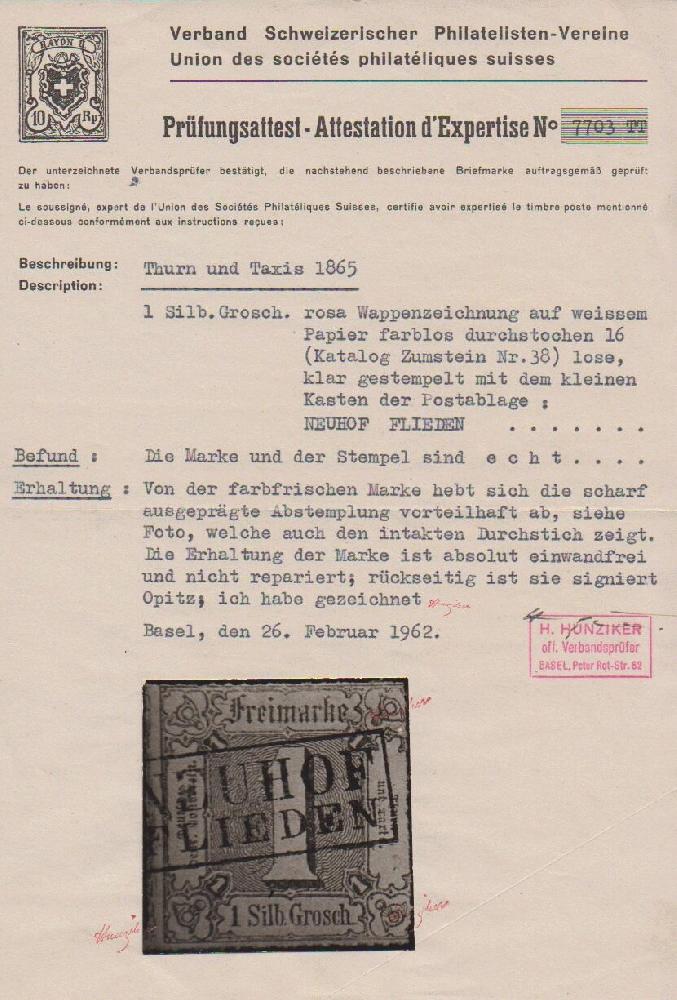 RAYON II
10 Rp
Verband Schweizerischer Philatelisten-Vereine
Union des sociétés philatéliques suisses
Prüfungsattest - Attestation d'Expertise No 7703 TT
Der unterzeichnete Verbandsprüfer bestätigt, die nachstehend beschriebene Briefmarke auftragsgemäß geprüft
zu haben:
Le soussigné, expert de l'Union des Sociétés Philatéliques Suisses, certifie avoir expertisé le timbre poste mentionné
ci-dessous conformément aux instructions reçues:
Beschreibung: Thurn und Taxis 1865
Description:
1 Silb.Grosch. rosa Wappenzeichnung auf weissem
Papier farblos durchstochen 16
(Katalog Zumstein Nr.38) lose,
klar gestempelt mit dem kleinen
Kasten der Postablage :
NEUHOF FLIEDEN . . . . . . .
Befund : Die Marke und der Stempel sind e c h t . . . .
Erhaltung : Von der farbfrischen Marke hebt sich die scharf
ausgeprägte Abstemplung vorteilhaft ab, siehe
Foto, welche auch den intakten Durchstich zeigt.
Die Erhaltung der Marke ist absolut einwandfrei
und nicht repariert; rückseitig ist sie signiert
Opitz; ich habe gezeichnet Hunziker
Basel, den 26. Februar 1962.
H. HUNZIKER
off. Verbandsprüfer
BASEL, Peter Rot-Str. 62
Freimarke
1
NEUHOF
FLIEDEN
1 Silb. Grosch.